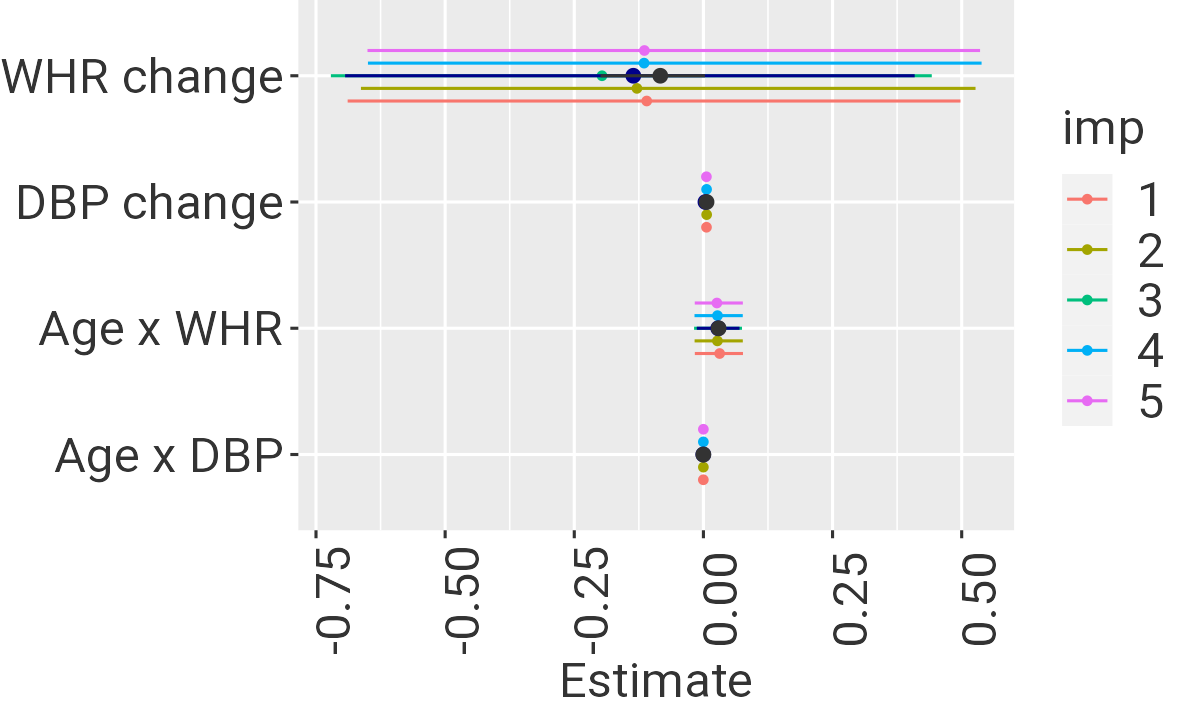 WHR change
DBP change
Age x WHR
Age x DBP
-0.75
-0.50
-0.25
0.00
0.25
0.50
Estimate
imp
1
2
3
4
5